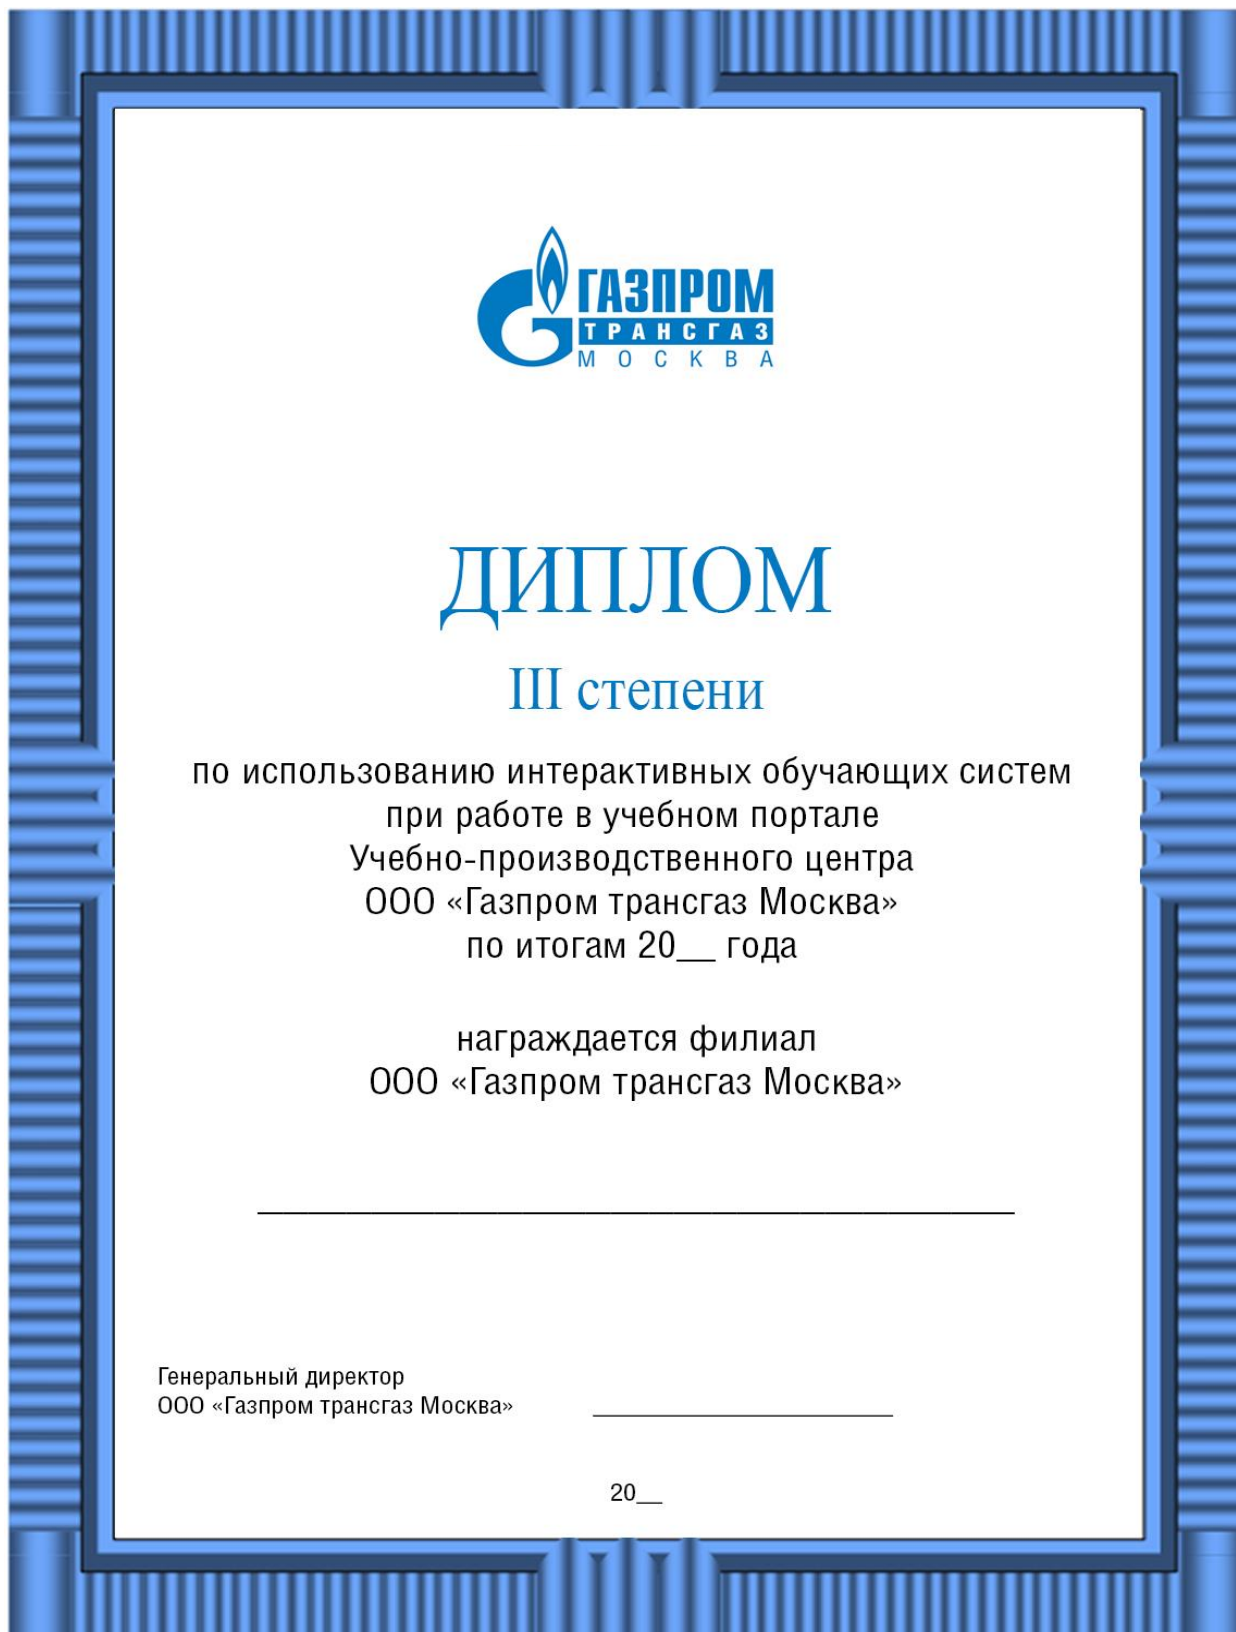 ГАЗПРОМ
ТРАНСГАЗ
МОСКВА
ДИПЛОМ
III степени
по использованию интерактивных обучающих систем
при работе в учебном портале
Учебно-производственного центра
ООО «Газпром трансгаз Москва»
по итогам 20__ года
награждается филиал
ООО «Газпром трансгаз Москва»
Генеральный директор
ООО «Газпром трансгаз Москва»
20__